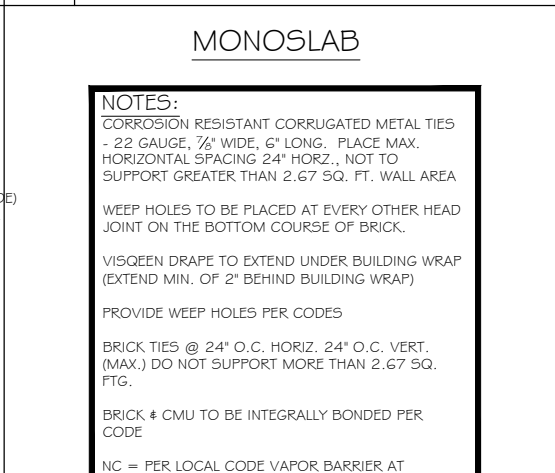 MONOSLAB
NOTES:
CORROSION RESISTANT CORRUGATED METAL TIES
- 22 GAUGE, 7/8" WIDE, 6" LONG. PLACE MAX.
HORIZONTAL SPACING 24" HORZ., NOT TO
SUPPORT GREATER THAN 2.67 SQ. FT. WALL AREA
DE)
WEEP HOLES TO BE PLACED AT EVERY OTHER HEAD
JOINT ON THE BOTTOM COURSE OF BRICK.
VISQEEN DRAPE TO EXTEND UNDER BUILDING WRAP
(EXTEND MIN. OF 2" BEHIND BUILDING WRAP)
PROVIDE WEEP HOLES PER CODES
BRICK TIES @ 24" O.C. HORIZ. 24" O.C. VERT.
(MAX.) DO NOT SUPPORT MORE THAN 2.67 SQ.
FTG.
BRICK & CMU TO BE INTEGRALLY BONDED PER
CODE
NC = PER LOCAL CODE VAPOR BARRIER AT